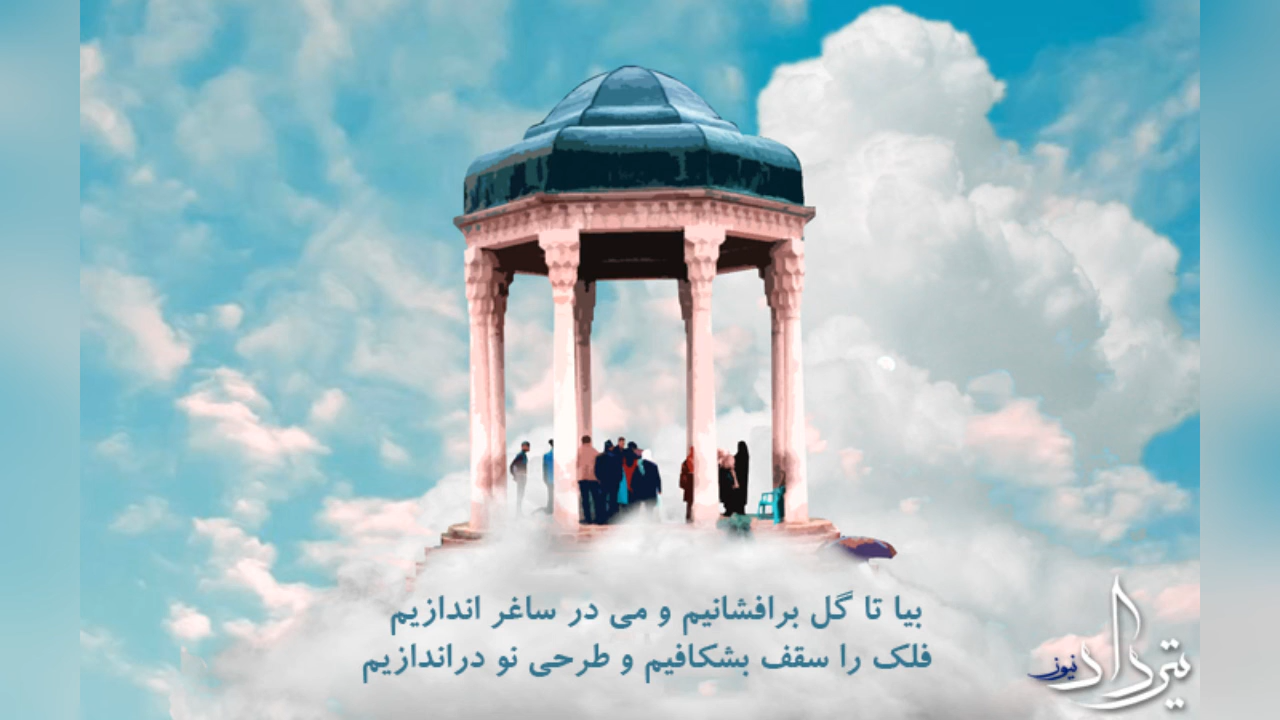 بیا تا گل برافشانیم و می در ساغر اندازیم
فلک را سقف بشکافیم و طرحی نو دراندازیم
تیرداد نیوز